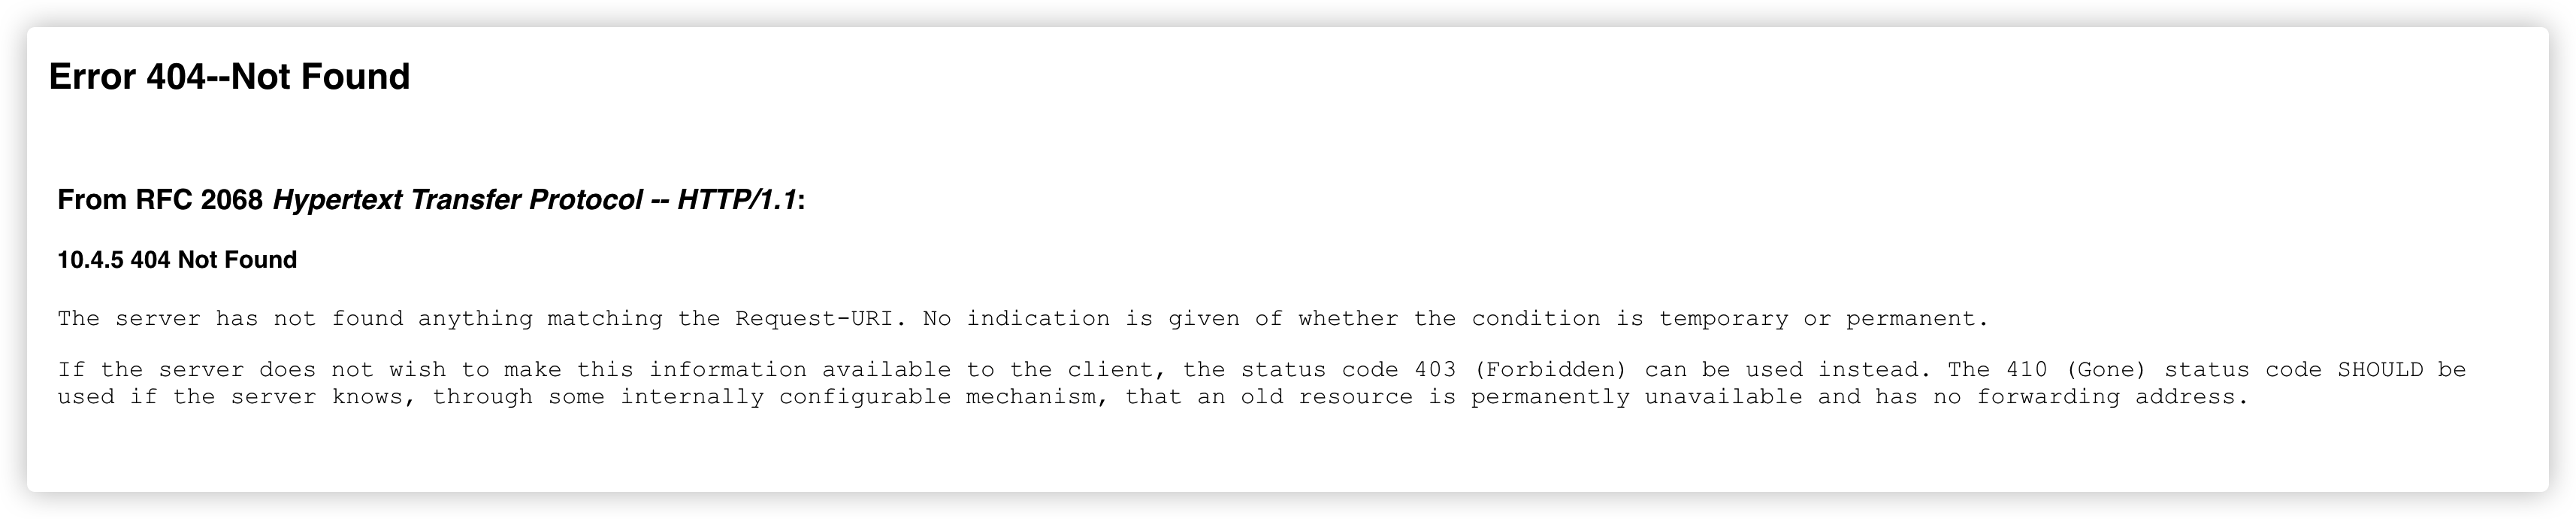 Error 404--Not Found
From RFC 2068 Hypertext Transfer Protocol -- HTTP/1.1:
10.4.5 404 Not Found
The server has not found anything matching the Request-URI. No indication is given of whether the condition is temporary or permanent.
If the server does not wish to make this information available to the client, the status code 403 (Forbidden) can be used instead. The 410 (Gone) status code SHOULD be
used if the server knows, through some internally configurable mechanism, that an old resource is permanently unavailable and has no forwarding address.